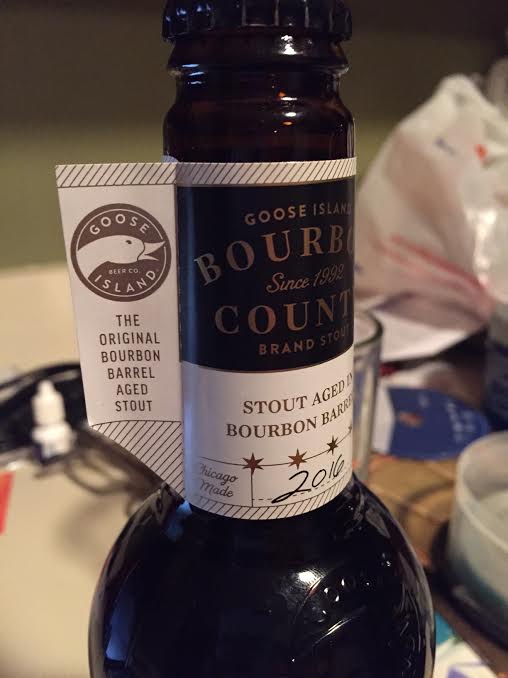 GOOSE
BEER CO.
ISLAND
THE
ORIGINAL
BOURBON
BARREL
AGED
STOUT
GOOSE ISLAND
BOURBO
Since 1992
COUNT
BRAND STOUT
STOUT AGED IN
BOURBON BARRE
Chicago
Made
2016